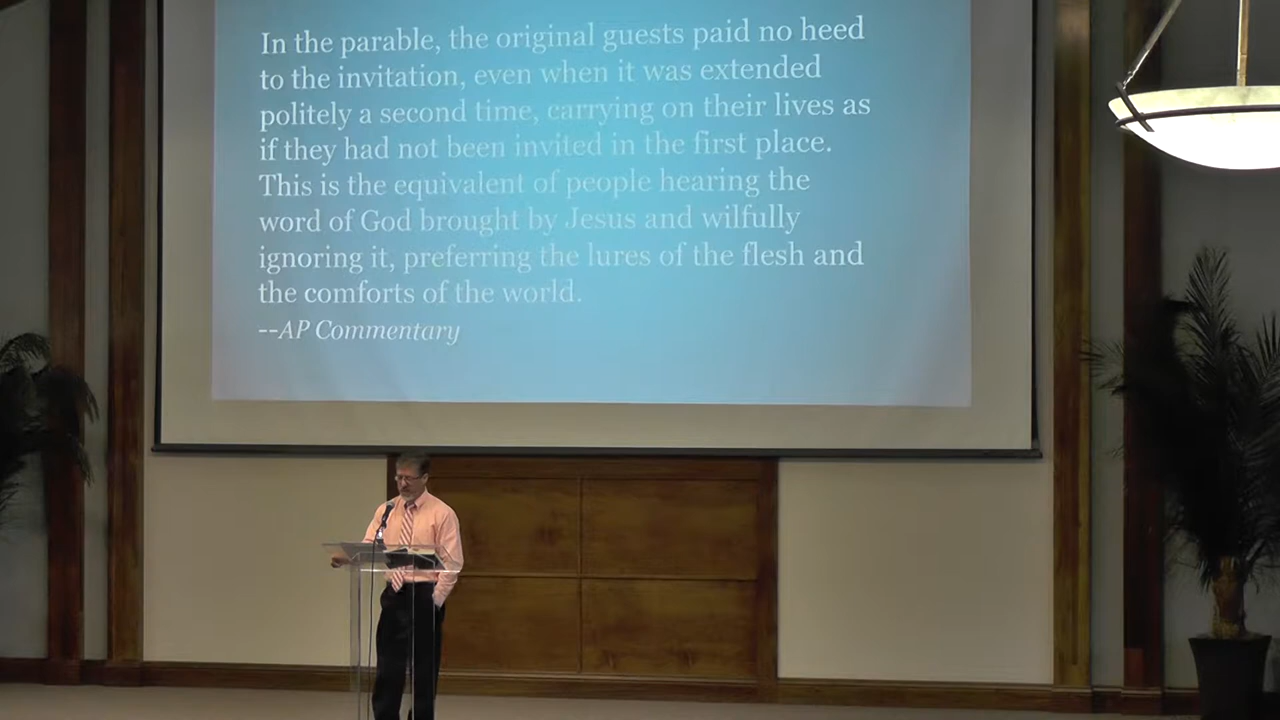 In the parable, the original guests paid no heed
to the invitation, even when it was extended
politely a second time, carrying on their lives as
if they had not been invited in the first place.
This is the equivalent of people hearing the
word of God brought by Jesus and wilfully
ignoring it, preferring the lures of the flesh and
the comforts of the world.
--AP Commentary